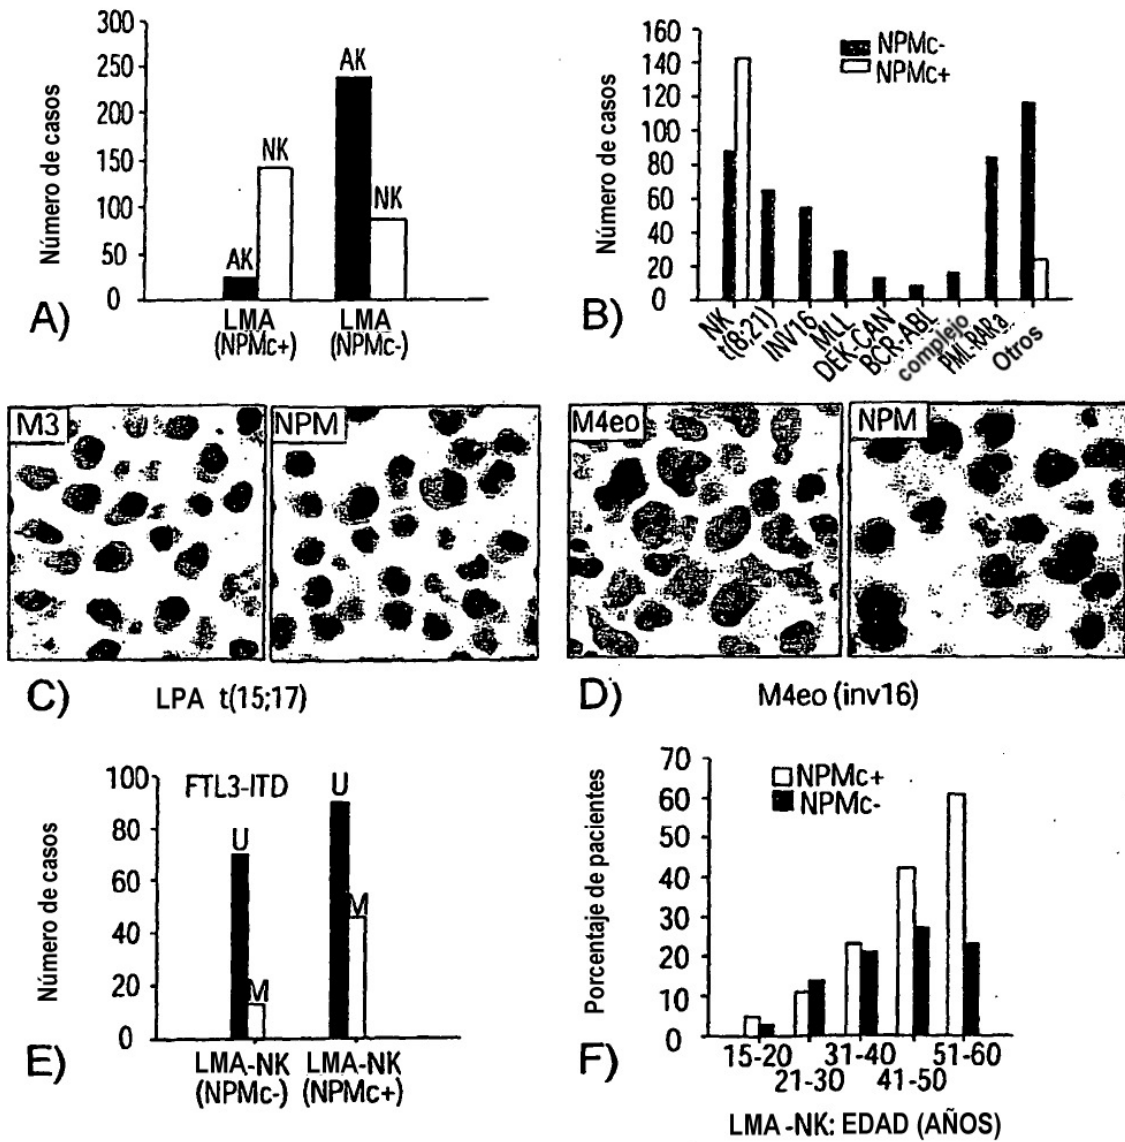 300
250
200
150
100
50
0
Número de casos
AK
NK
AK
NK
LMA
(NPMc+)
LMA
(NPMc-)
A)
160
140
120
100
80
60
40
20
0
Número de casos
NPMc-
NPMc+
NK
t(8;21)
INV16
MLL
DEK-CAN
BCR-ABL
complejo
PML-RARa
Otros
B)
M3
NPM
C) LPA t(15;17)
M4eo
NPM
D) M4eo (inv16)
100
80
60
40
20
0
Número de casos
FTL3-ITD
U
M
U
M
LMA-NK
(NPMc-)
LMA-NK
(NPMc+)
E)
70
60
50
40
30
20
10
0
Porcentaje de pacientes
NPMc+
NPMc-
15-20
21-30
31-40
41-50
51-60
F)
LMA -NK: EDAD (AÑOS)